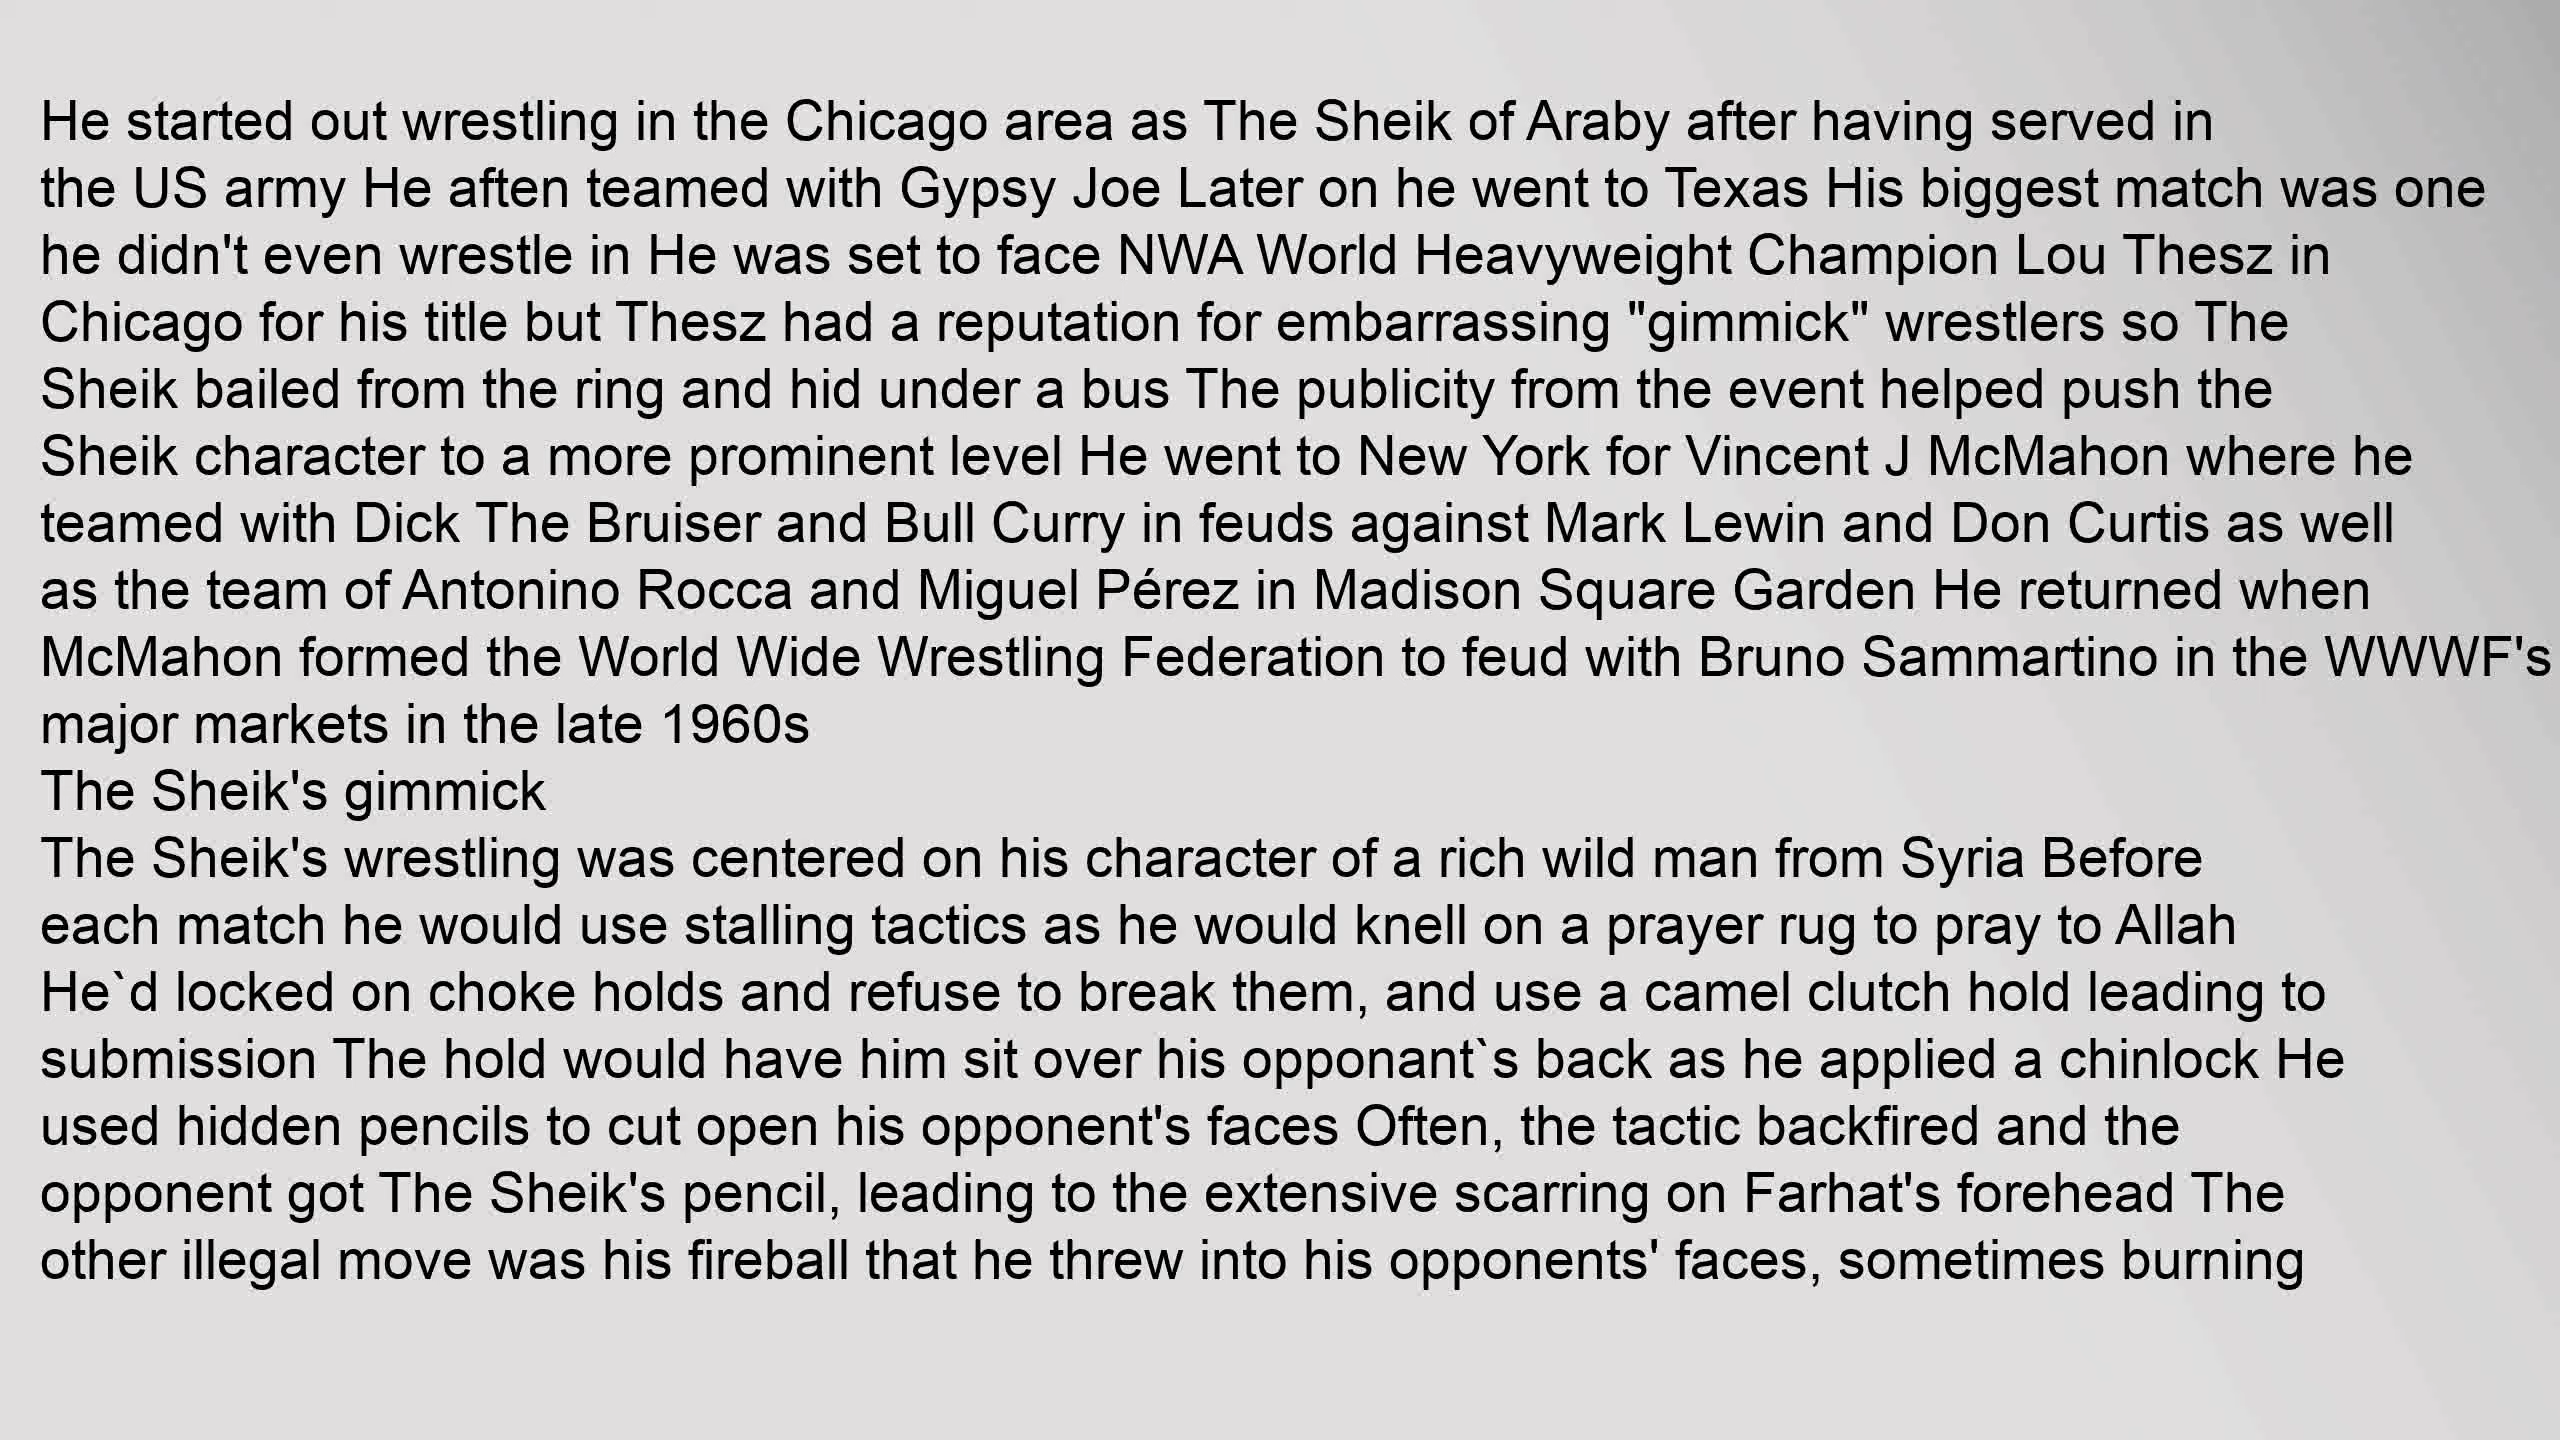 He started out wrestling in the Chicago area as The Sheik of Araby after having served in
the US army He aften teamed with Gypsy Joe Later on he went to Texas His biggest match was one
he didn't even wrestle in He was set to face NWA World Heavyweight Champion Lou Thesz in
Chicago for his title but Thesz had a reputation for embarrassing "gimmick" wrestlers so The
Sheik bailed from the ring and hid under a bus The publicity from the event helped push the
Sheik character to a more prominent level He went to New York for Vincent J McMahon where he
teamed with Dick The Bruiser and Bull Curry in feuds against Mark Lewin and Don Curtis as well
as the team of Antonino Rocca and Miguel Pérez in Madison Square Garden He returned when
McMahon formed the World Wide Wrestling Federation to feud with Bruno Sammartino in the WWWF's
major markets in the late 1960s
The Sheik's gimmick
The Sheik's wrestling was centered on his character of a rich wild man from Syria Before
each match he would use stalling tactics as he would knell on a prayer rug to pray to Allah
He`d locked on choke holds and refuse to break them, and use a camel clutch hold leading to
submission The hold would have him sit over his opponant`s back as he applied a chinlock He
used hidden pencils to cut open his opponent's faces Often, the tactic backfired and the
opponent got The Sheik's pencil, leading to the extensive scarring on Farhat's forehead The
other illegal move was his fireball that he threw into his opponents' faces, sometimes burning